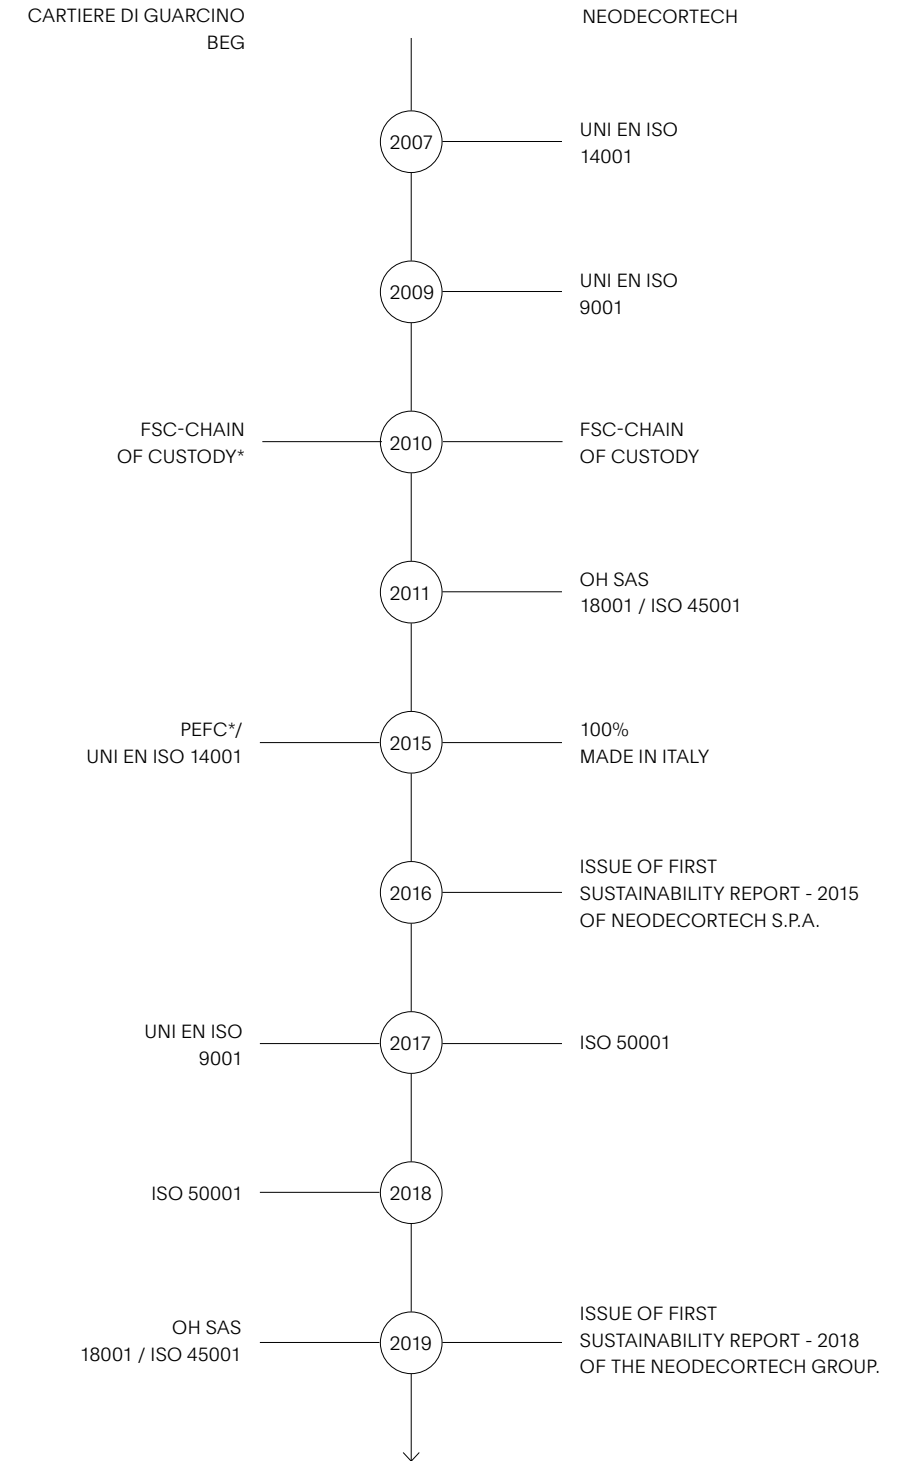 CARTIERE DI GUARCINO
BEG
NEODECORTECH
2007
UNI EN ISO
14001
2009
UNI EN ISO
9001
FSC-CHAIN
OF CUSTODY*
2010
FSC-CHAIN
OF CUSTODY
2011
OH SAS
18001 / ISO 45001
PEFC*/
UNI EN ISO 14001
2015
100%
MADE IN ITALY
2016
ISSUE OF FIRST
SUSTAINABILITY REPORT - 2015
OF NEODECORTECH S.P.A.
UNI EN ISO
9001
2017
ISO 50001
ISO 50001
2018
OH SAS
18001 / ISO 45001
2019
ISSUE OF FIRST
SUSTAINABILITY REPORT - 2018
OF THE NEODECORTECH GROUP.